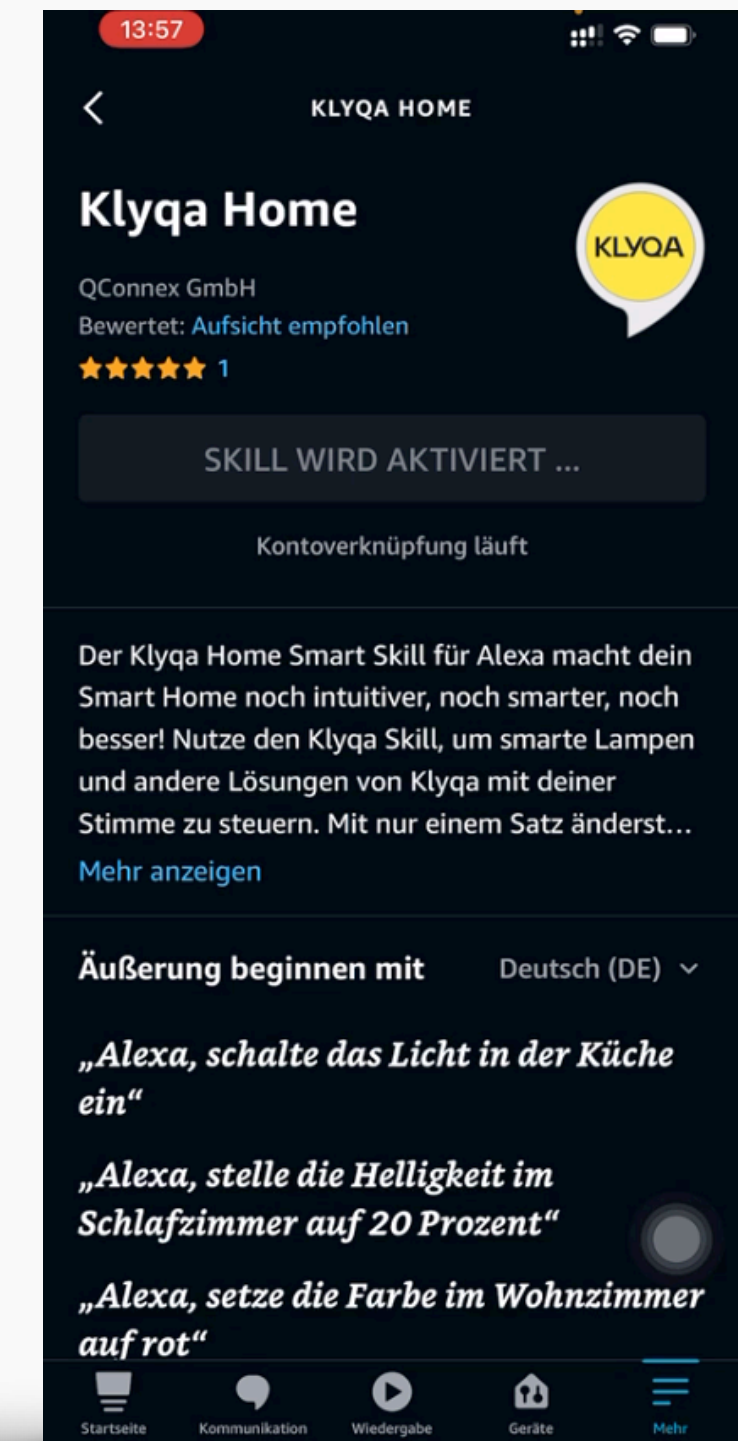 13:57
KLYQA HOME
Klyqa Home
KLYQA
QConnex GmbH
Bewertet: Aufsicht empfohlen
1
SKILL WIRD AKTIVIERT ...
Kontoverknüpfung läuft
Der Klyqa Home Smart Skill für Alexa macht dein
Smart Home noch intuitiver, noch smarter, noch
besser! Nutze den Klyqa Skill, um smarte Lampen
und andere Lösungen von Klyqa mit deiner
Stimme zu steuern. Mit nur einem Satz änderst...
Mehr anzeigen
Äußerung beginnen mit
Deutsch (DE)
„Alexa, schalte das Licht in der Küche
ein“
„Alexa, stelle die Helligkeit im
Schlafzimmer auf 20 Prozent“
„Alexa, setze die Farbe im Wohnzimmer
auf rot“
Startseite Kommunikation Wiedergabe Geräte Mehr